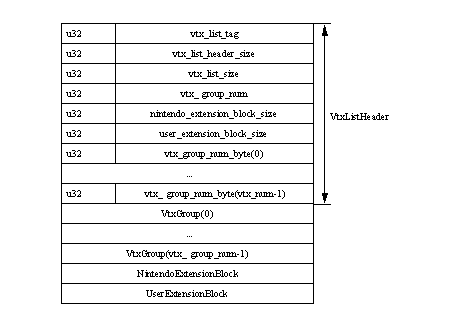 u32 vtx_list_tag
u32 vtx_list_header_size
u32 vtx_list_size
u32 vtx_ group_num
u32 nintendo_extension_block_size
u32 user_extension_block_size
u32 vtx_group_num_byte(0)
...
u32 vtx_ group_num_byte(vtx_num-1)
VtxListHeader
VtxGroup(0)
...
VtxGroup(vtx_ group_num-1)
NintendoExtensionBlock
UserExtensionBlock